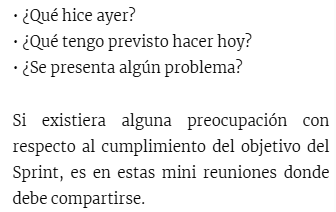 • ¿Qué hice ayer?
• ¿Qué tengo previsto hacer hoy?
• ¿Se presenta algún problema?
Si existiera alguna preocupación con
respecto al cumplimiento del objetivo del
Sprint, es en estas mini reuniones donde
debe compartirse.